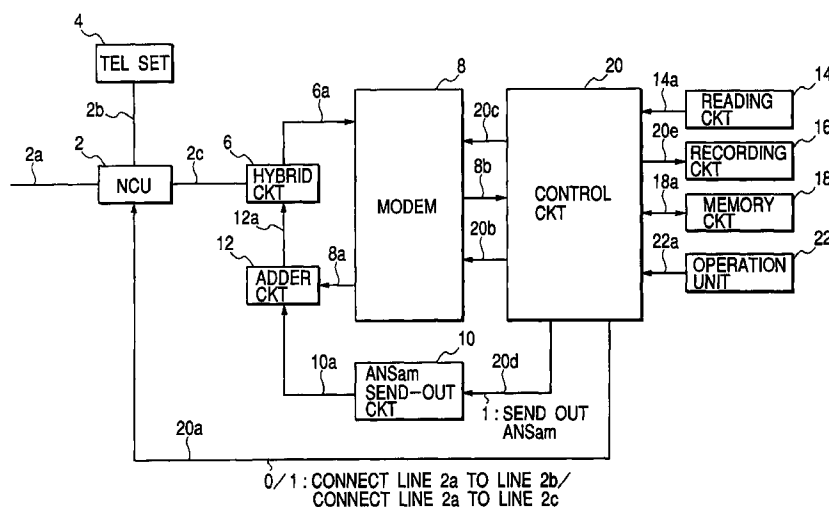 4
TEL SET
2b
2
2a
NCU
2c
6
HYBRID
CKT
6a
12a
12
ADDER
CKT
8a
8
MODEM
20c
8b
20b
20
CONTROL
CKT
14a
READING
CKT
14
20e
RECORDING
CKT
16
18a
MEMORY
CKT
18
22a
OPERATION
UNIT
22
10
10a
ANSam
SEND-OUT
CKT
20d
1 : SEND OUT
ANSam
20a
0/1 : CONNECT LINE 2a TO LINE 2b/
CONNECT LINE 2a TO LINE 2c